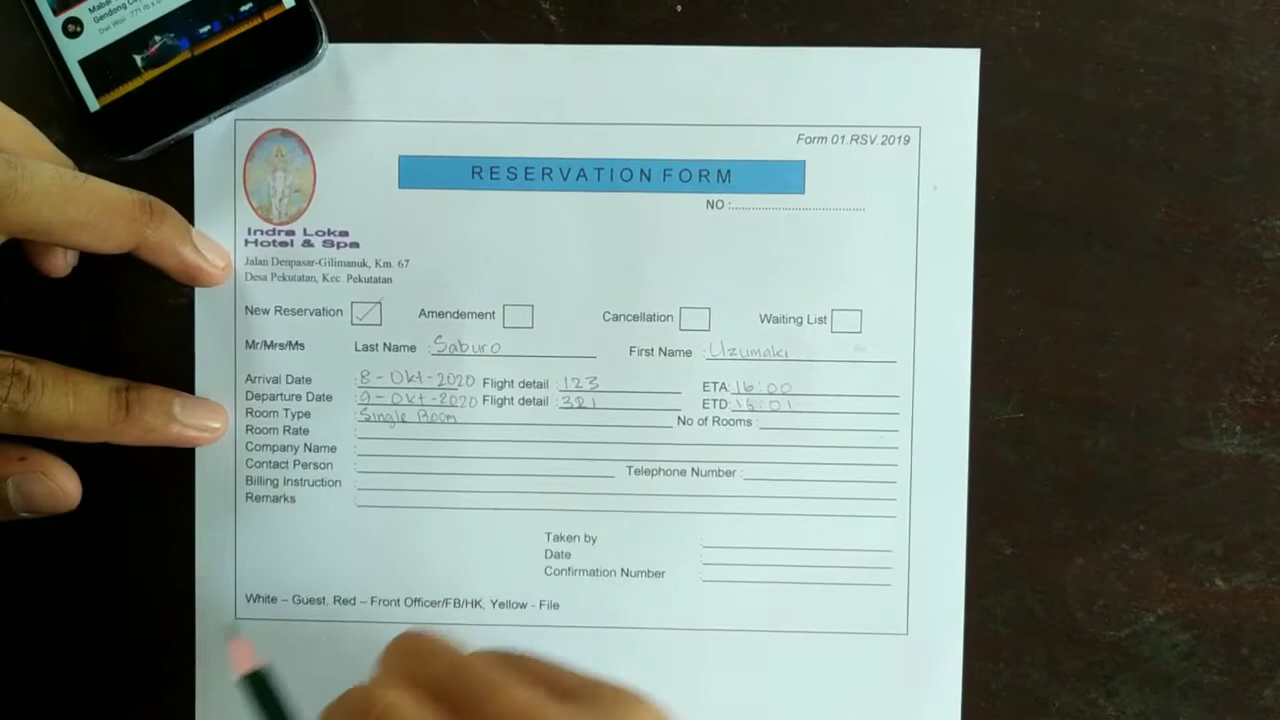 Gendong
Form 01.RSV.2019
RESERVATION FORM
NO :
Indra Loka
Hotel & Spa
Jalan Denpasar-Gilimanuk, Km. 67
Desa Pekutatan, Kec. Pekutatan
New Reservation Amendement Cancellation Waiting List
Mr/Mrs/Ms Last Name : Saburo First Name : Uzumaki
Arrival Date : 8 - Okt - 2020 Flight detail : 123 ETA: 16:00
Departure Date : 9 - Okt - 2020 Flight detail : 321 ETD: 16:01
Room Type : Single Room No of Rooms :
Room Rate :
Company Name :
Contact Person : Telephone Number :
Billing Instruction :
Remarks :
Taken by :
Date :
Confirmation Number :
White – Guest, Red – Front Officer/FB/HK, Yellow - File